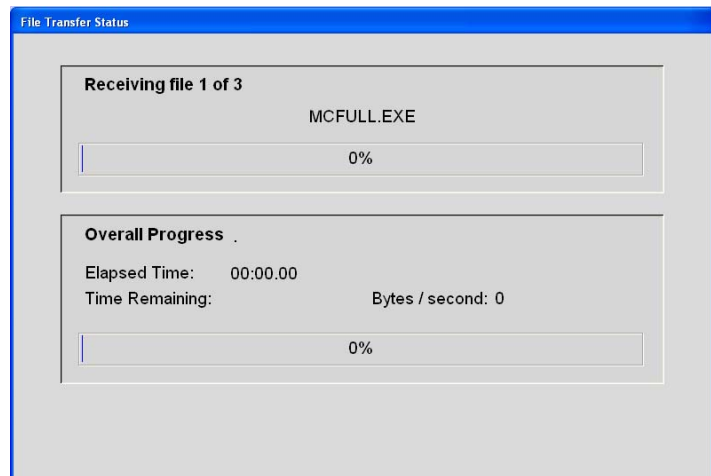 File Transfer Status
Receiving file 1 of 3
MCFULL.EXE
0%
Overall Progress .
Elapsed Time: 00:00.00
Time Remaining: Bytes / second: 0
0%